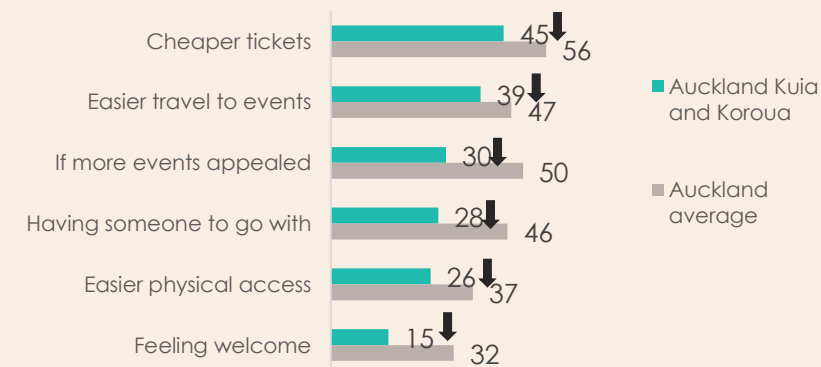 Cheaper tickets
45
56
Easier travel to events
39
47
If more events appealed
30
50
Having someone to go with
28
46
Easier physical access
26
37
Feeling welcome
15
32
Auckland Kuia
and Koroua
Auckland
average